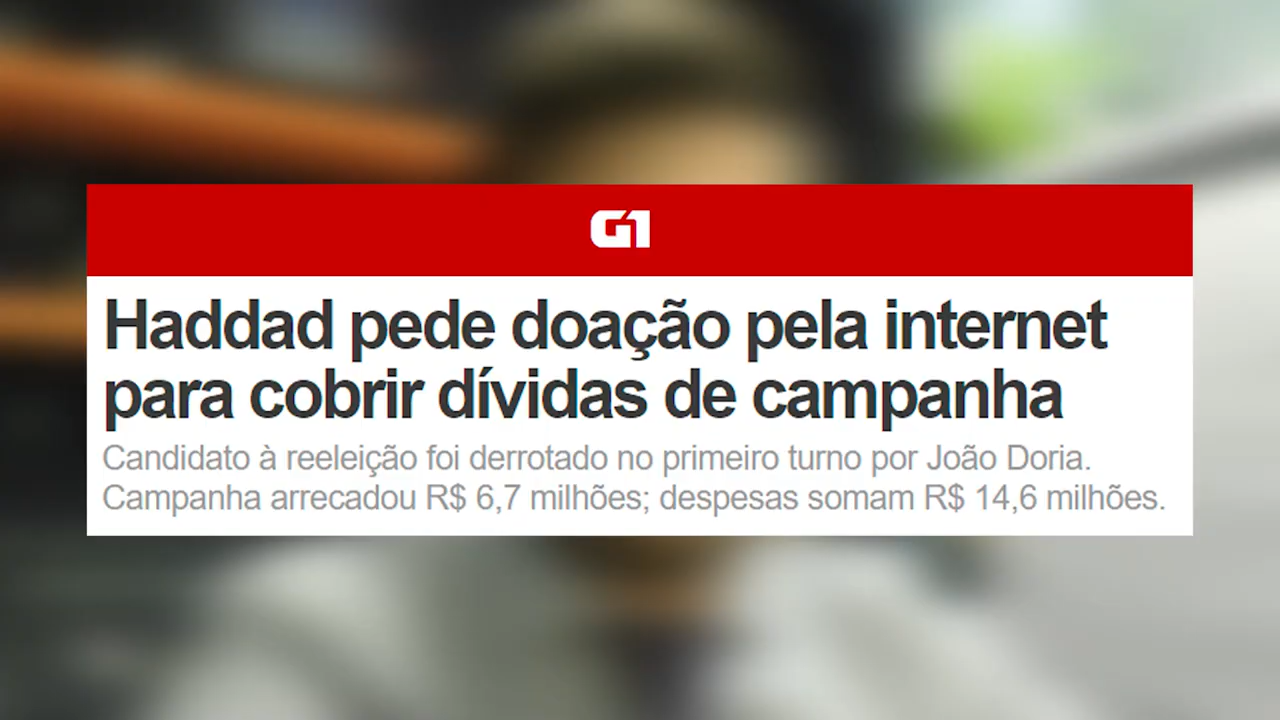 G1
Haddad pede doação pela internet
para cobrir dívidas de campanha
Candidato à reeleição foi derrotado no primeiro turno por João Doria.
Campanha arrecadou R$ 6,7 milhões; despesas somam R$ 14,6 milhões.